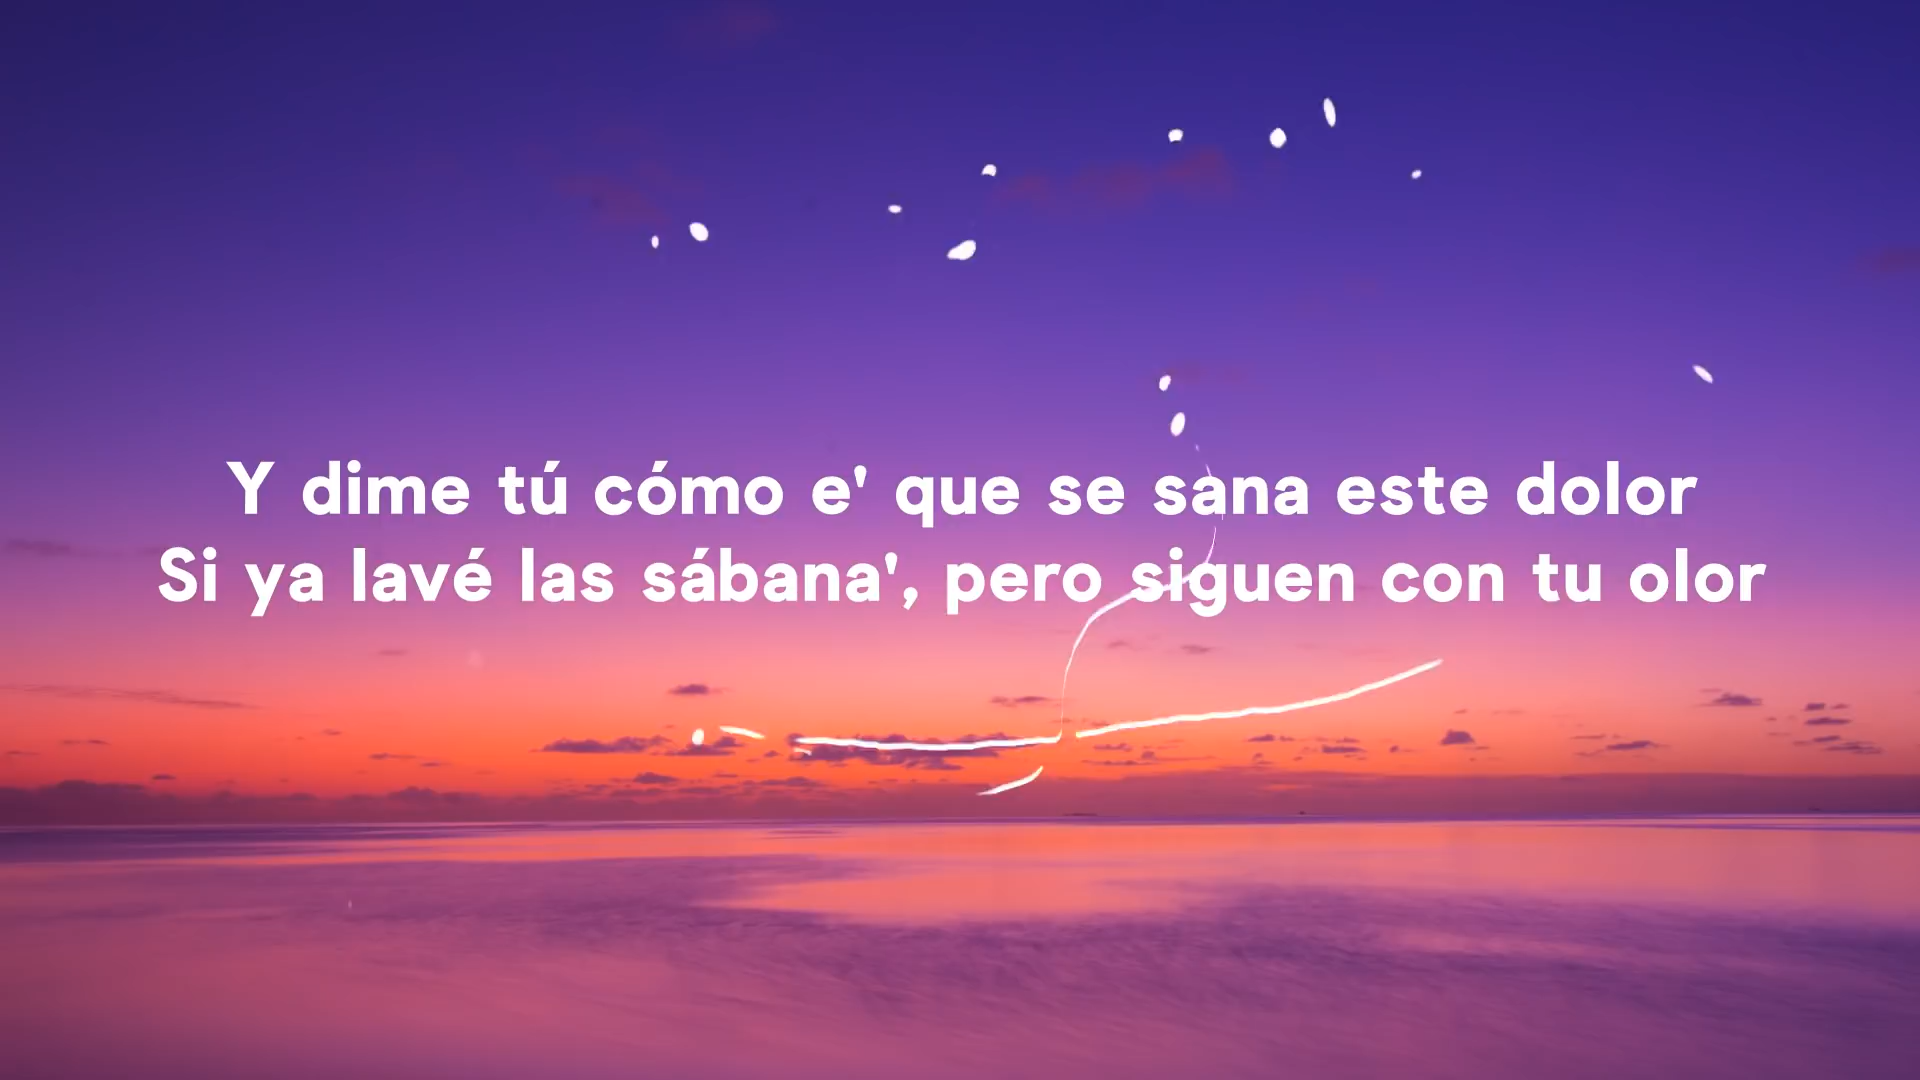 Y dime tú cómo e' que se sana este dolor
Si ya lavé las sábana', pero siguen con tu olor